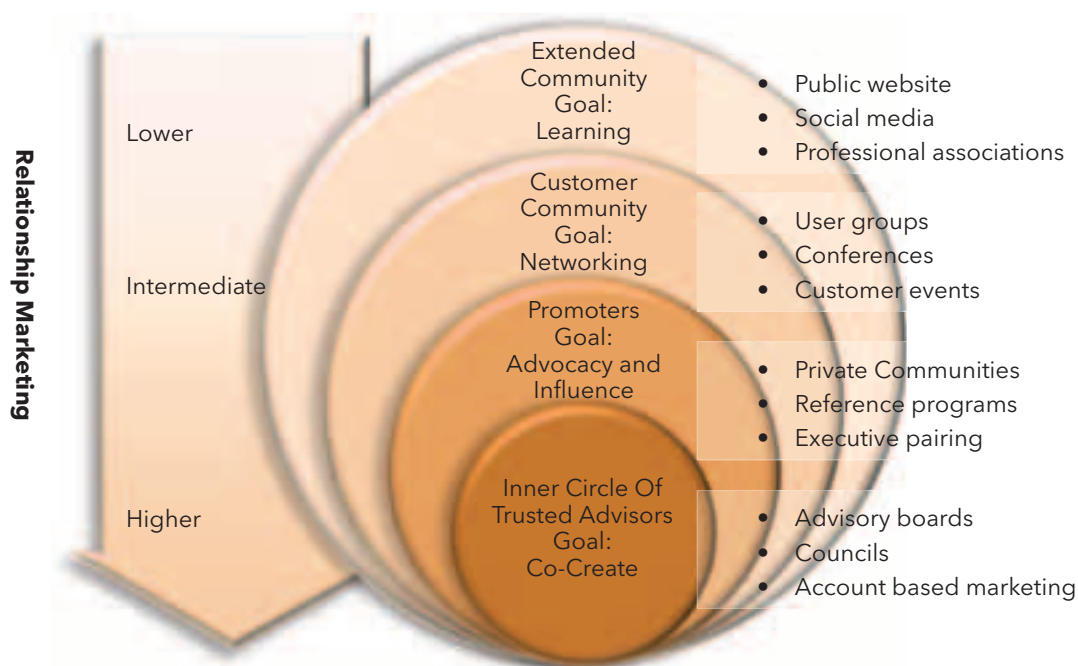 Relationship Marketing
Lower
Intermediate
Higher
Extended
Community
Goal:
Learning
• Public website
• Social media
• Professional associations
Customer
Community
Goal:
Networking
• User groups
• Conferences
• Customer events
Promoters
Goal:
Advocacy and
Influence
• Private Communities
• Reference programs
• Executive pairing
Inner Circle Of
Trusted Advisors
Goal:
Co-Create
• Advisory boards
• Councils
• Account based marketing